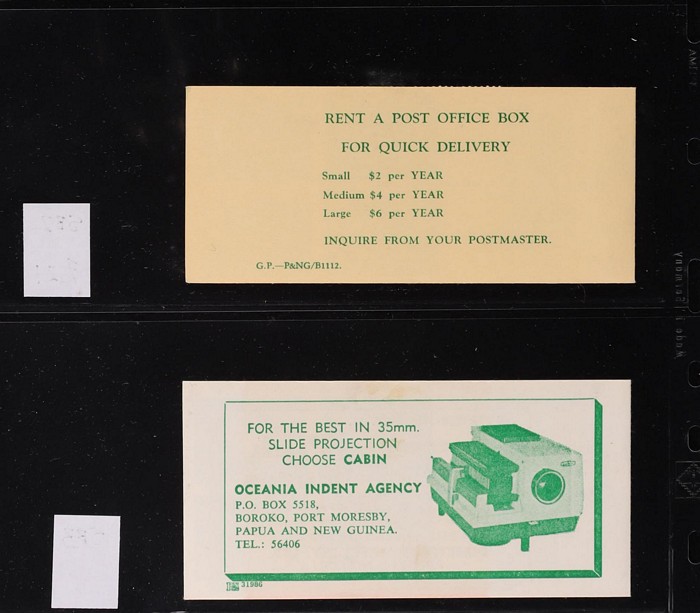 RENT A POST OFFICE BOX
FOR QUICK DELIVERY
Small $2 per YEAR
Medium $4 per YEAR
Large $6 per YEAR
INQUIRE FROM YOUR POSTMASTER.
G.P.—P&NG/B1112.
FOR THE BEST IN 35mm.
SLIDE PROJECTION
CHOOSE CABIN
OCEANIA INDENT AGENCY
P.O. BOX 5518,
BOROKO, PORT MORESBY,
PAPUA AND NEW GUINEA.
TEL.: 56406
31986